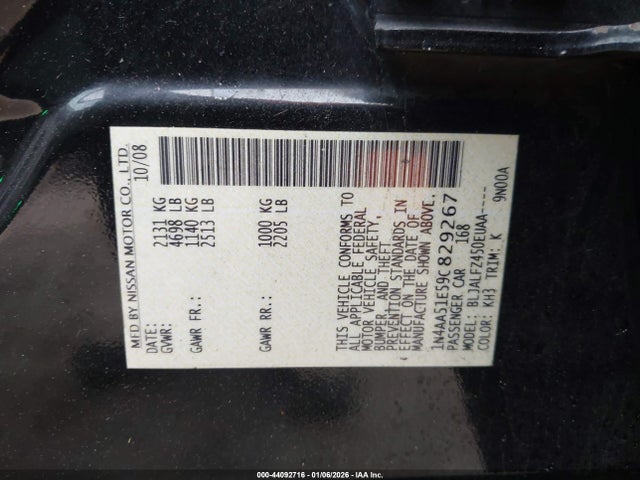 MFD BY NISSAN MOTOR CO., LTD.
DATE: 10/08
GVWR: 2131 KG
4698 LB
GAWR FR.: 1140 KG
2513 LB
GAWR RR.: 1000 KG
2205 LB
THIS VEHICLE CONFORMS TO
ALL APPLICABLE FEDERAL
MOTOR VEHICLE SAFETY,
BUMPER, AND THEFT
PREVENTION STANDARDS IN
EFFECT ON THE DATE OF
MANUFACTURE SHOWN ABOVE.
1N4AA51E59C 829267
PASSENGER CAR 168
MODEL: BLJALFZ450EUAA-----
COLOR: KH3 TRIM: K 9N00A
000-44092716 - 01/06/2026 - IAA Inc.